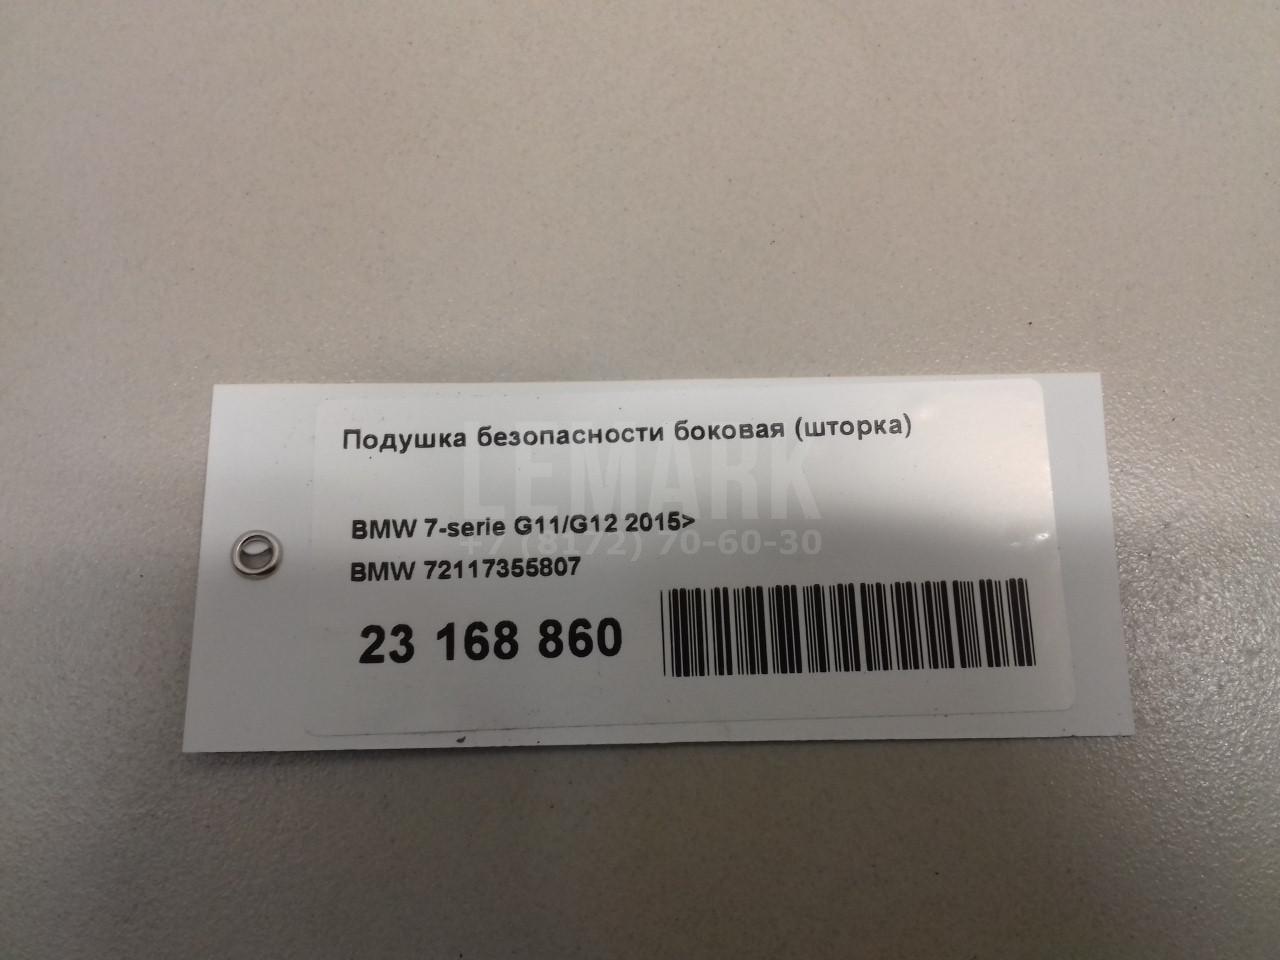 Подушка безопасности боковая (шторка)
LEMARK
BMW 7-serie G11/G12 2015>
+7 (8172) 70-60-30
BMW 72117355807
23 168 860